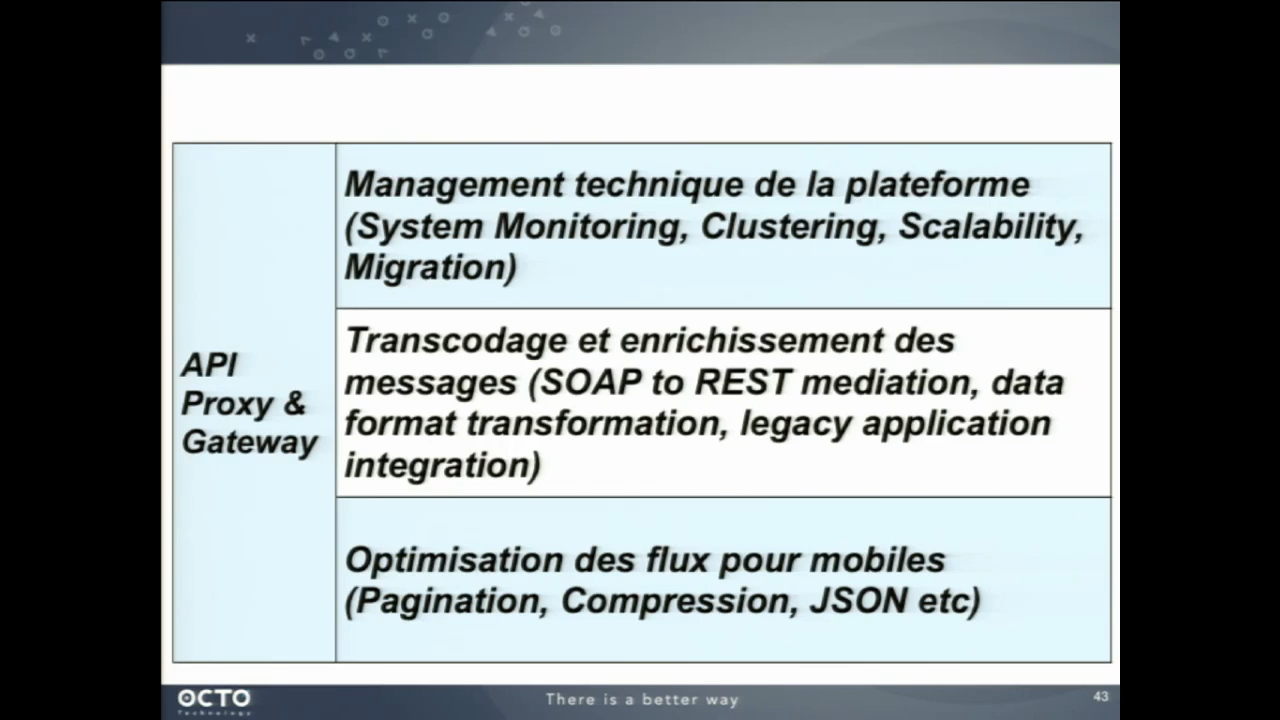 Management technique de la plateforme
(System Monitoring, Clustering, Scalability,
Migration)
API
Proxy &
Gateway
Transcodage et enrichissement des
messages (SOAP to REST mediation, data
format transformation, legacy application
integration)
Optimisation des flux pour mobiles
(Pagination, Compression, JSON etc)
OCTO
Technology
There is a better way
43